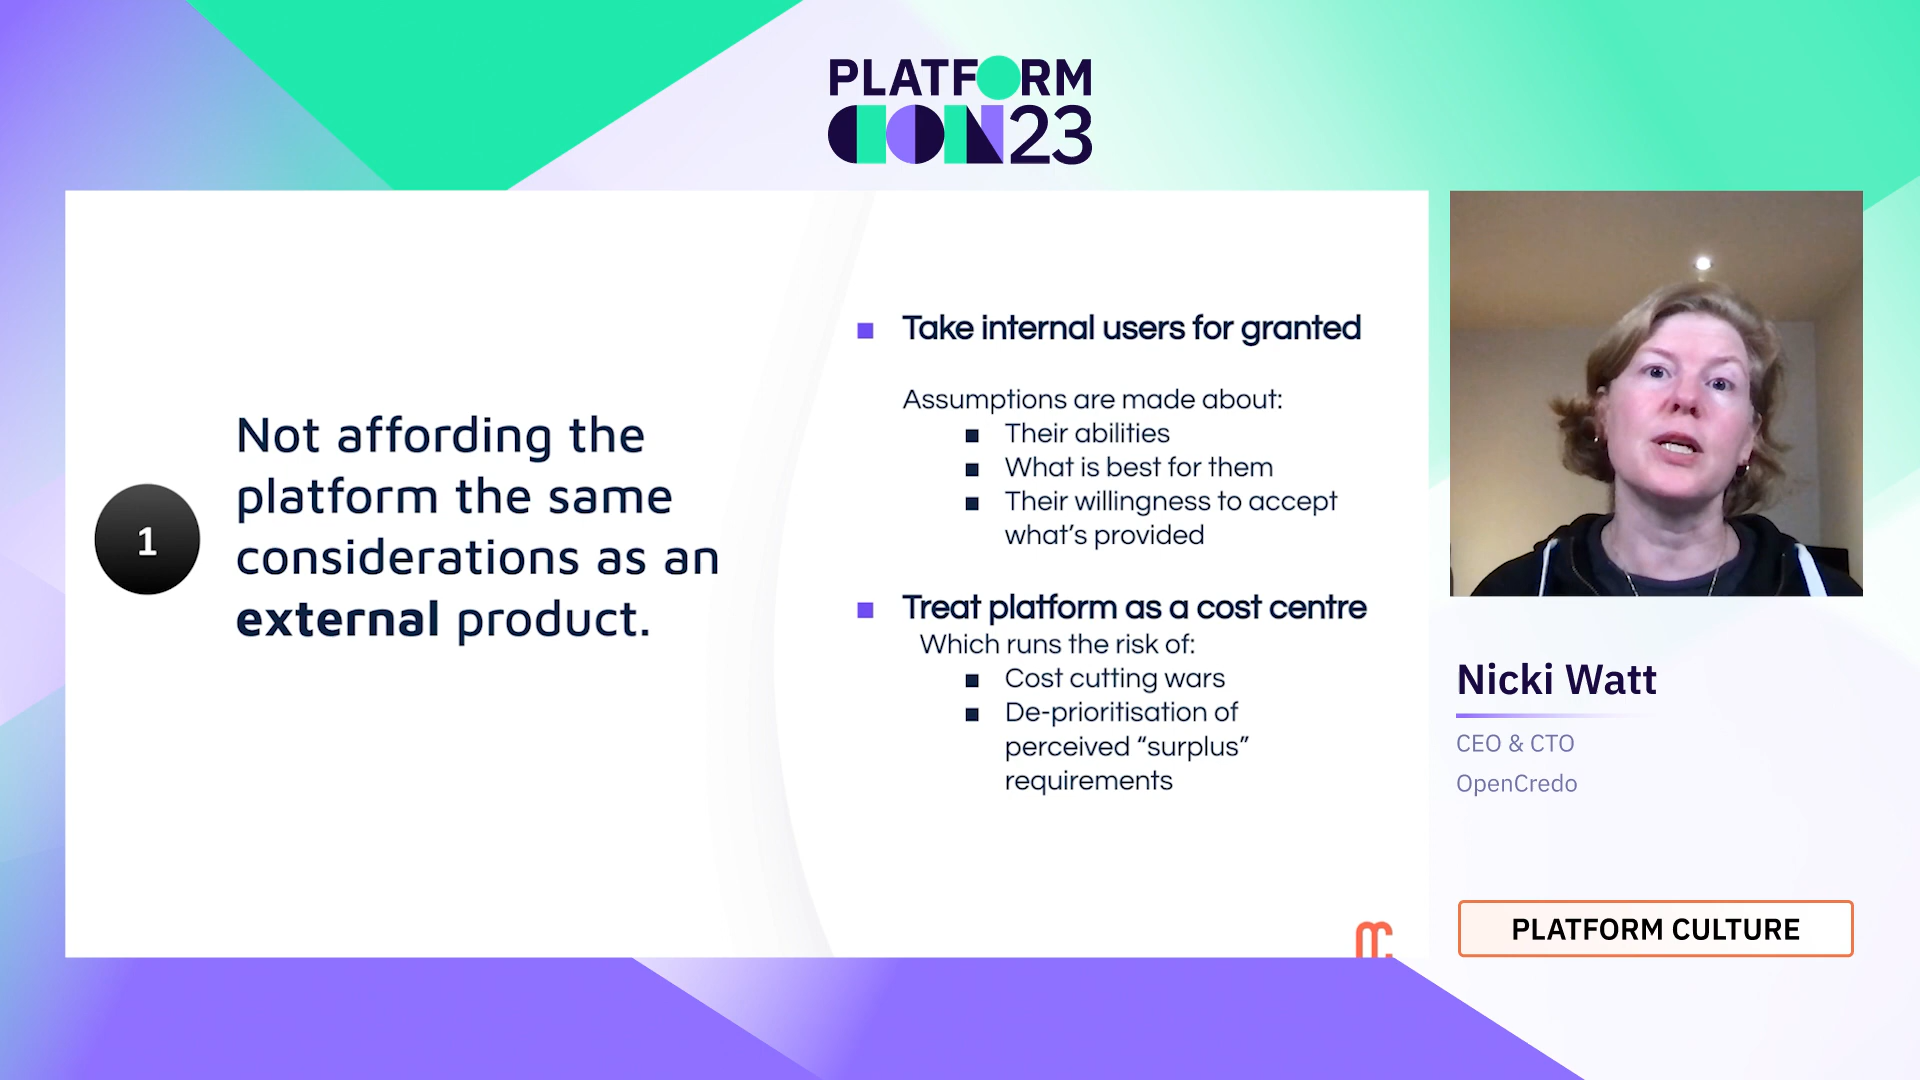 PLATFORM
CON23
1
Not affording the
platform the same
considerations as an
external product.
■ Take internal users for granted
Assumptions are made about:
■ Their abilities
■ What is best for them
■ Their willingness to accept
what's provided
■ Treat platform as a cost centre
Which runs the risk of:
■ Cost cutting wars
■ De-prioritisation of
perceived “surplus”
requirements
Nicki Watt
CEO & CTO
OpenCredo
PLATFORM CULTURE